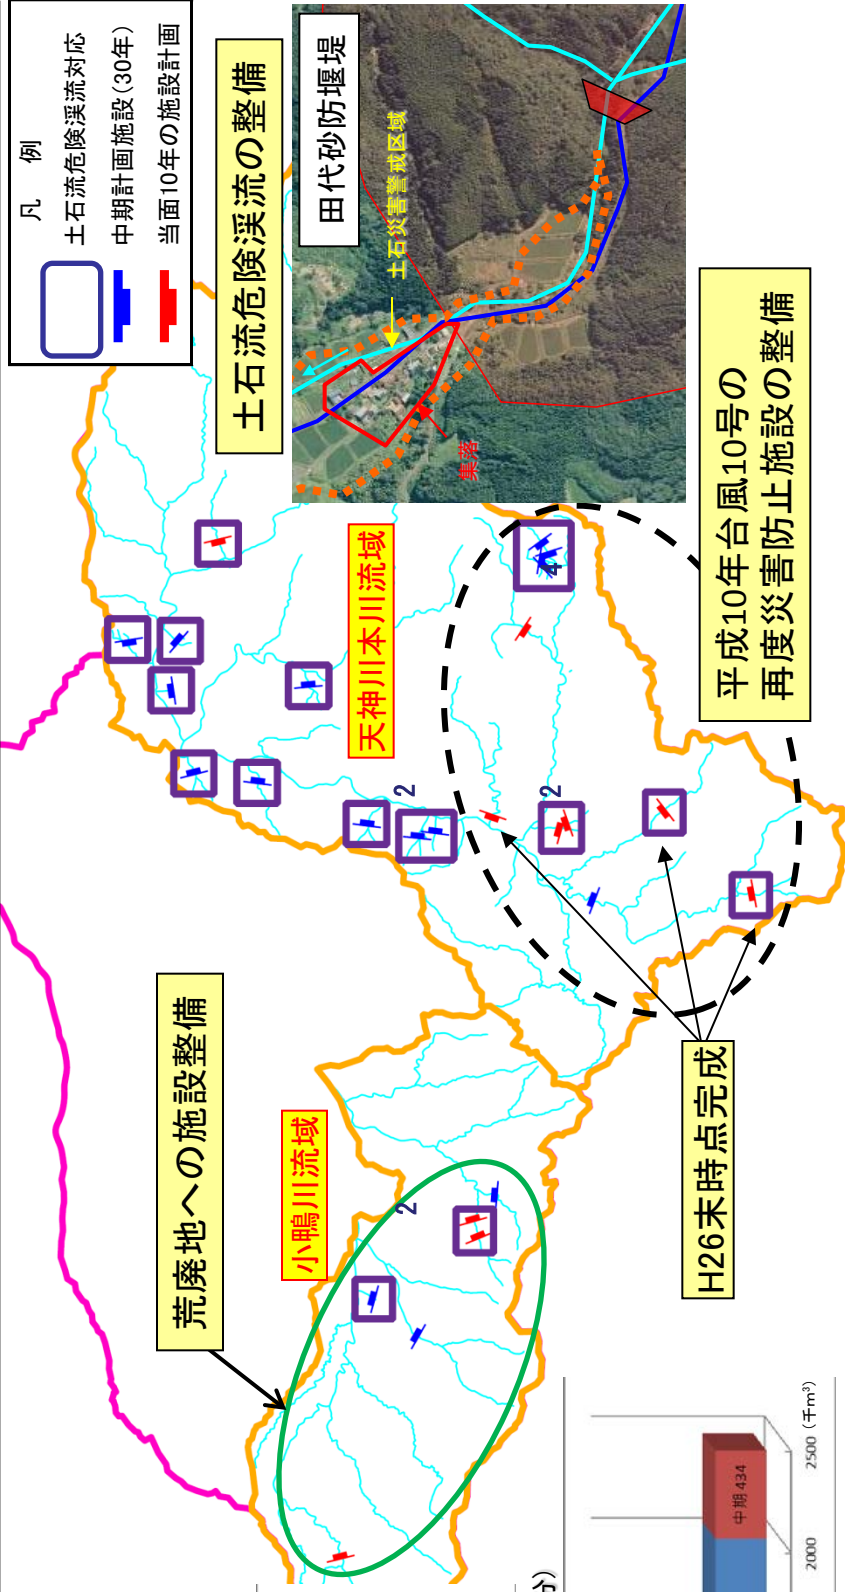 凡 例
土石流危険渓流対応
中期計画施設(30年)
当面10年の施設計画
土石流危険渓流の整備
田代砂防堰堤
土石災害警戒区域
集落
荒廃地への施設整備
小鴨川流域
天神川本川流域
2
2
2
4
平成10年台風10号の
再度災害防止施設の整備
H26末時点完成
分)
中期 434
2000
2500
(千m³)